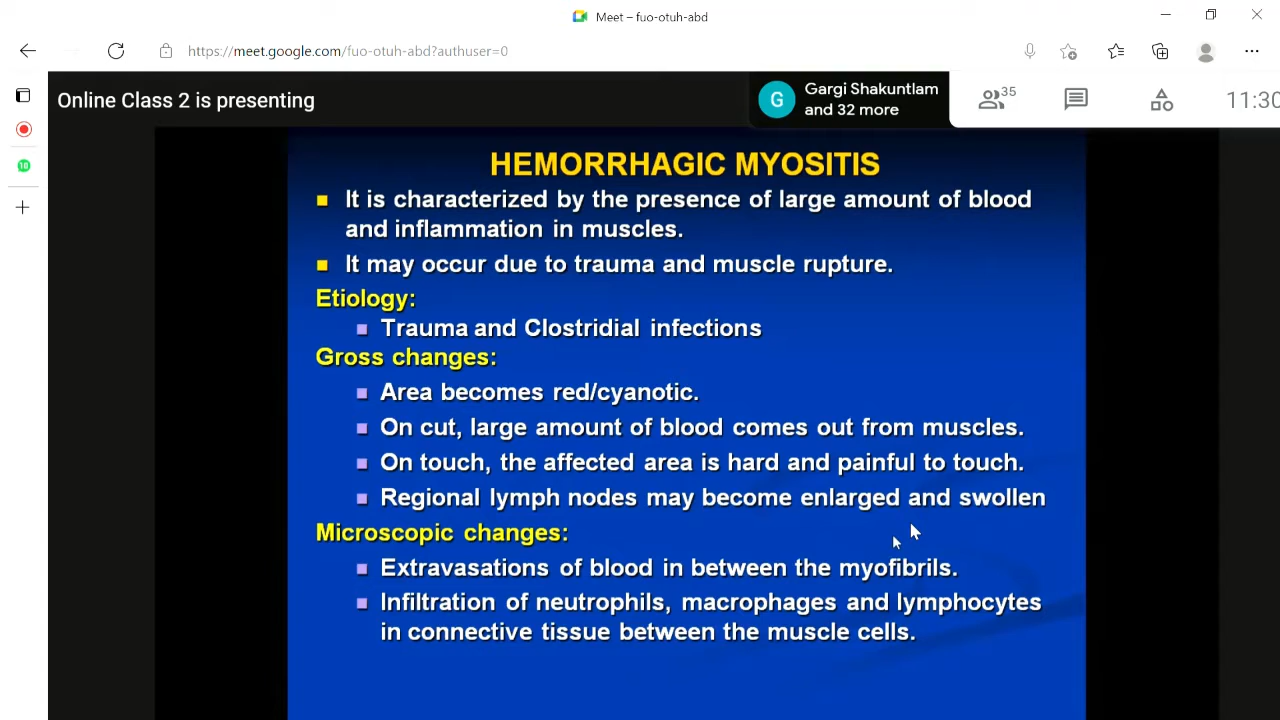 Meet – fuo-otuh-abd
https://meet.google.com/fuo-otuh-abd?authuser=0
Online Class 2 is presenting
G
Gargi Shakuntlam
and 32 more
35
11:30
10
HEMORRHAGIC MYOSITIS
It is characterized by the presence of large amount of blood
and inflammation in muscles.
It may occur due to trauma and muscle rupture.
Etiology:
Trauma and Clostridial infections
Gross changes:
Area becomes red/cyanotic.
On cut, large amount of blood comes out from muscles.
On touch, the affected area is hard and painful to touch.
Regional lymph nodes may become enlarged and swollen
Microscopic changes:
Extravasations of blood in between the myofibrils.
Infiltration of neutrophils, macrophages and lymphocytes
in connective tissue between the muscle cells.